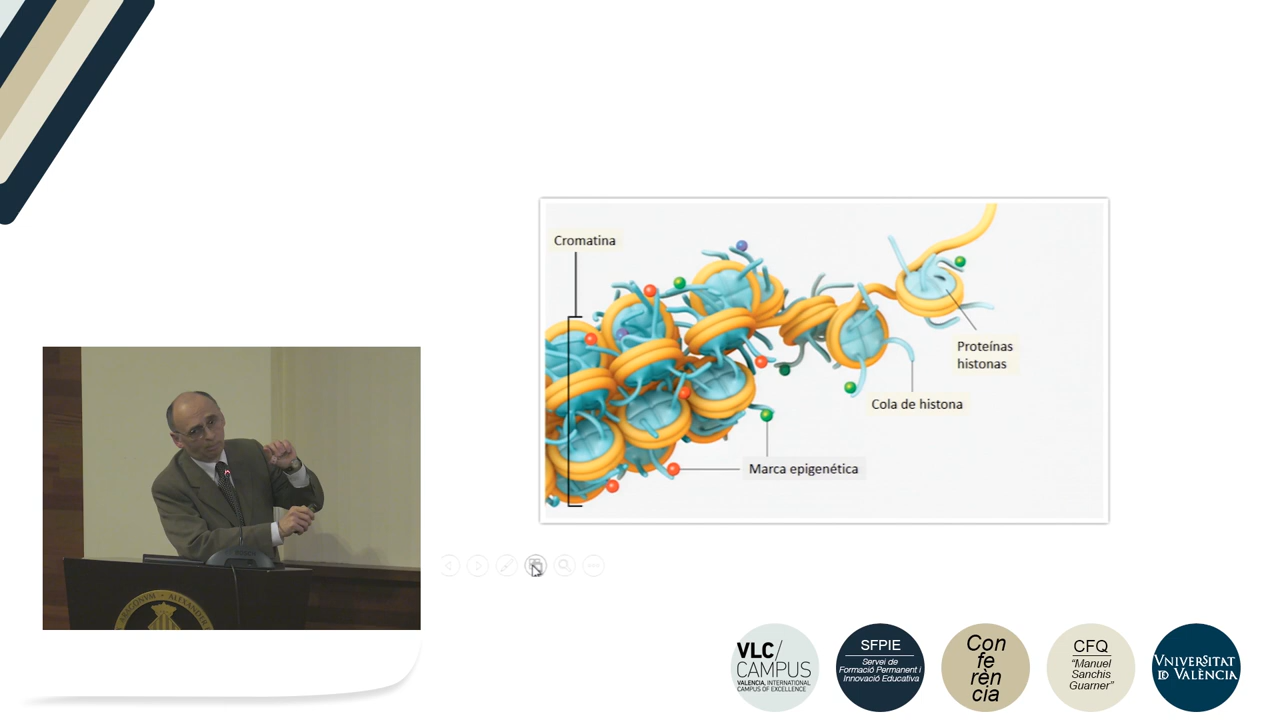 Cromatina
Proteínas
histonas
Cola de histona
Marca epigenética
VLC/
CAMPUS
VALENCIA, INTERNATIONAL
CAMPUS OF EXCELLENCE
SFPIE
Servei de
Formació Permanent i
Innovació Educativa
Con
fe
rèn
cia
CFQ
"Manuel
Sanchis
Guarner"
VNIVERSITAT
ID VALÈNCIA